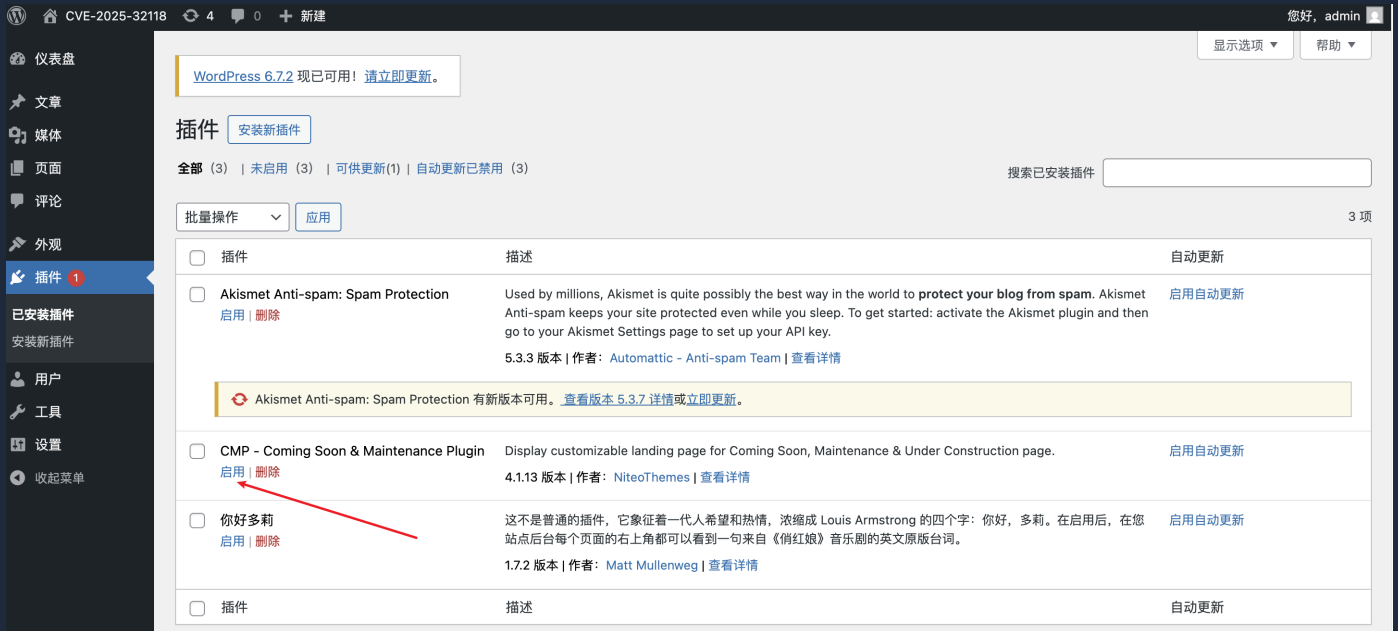 CVE-2025-32118 4 0 新建 您好，admin
显示选项 帮助
仪表盘
文章
媒体
页面
评论
外观
插件 1
已安装插件
安装新插件
用户
工具
设置
收起菜单
WordPress 6.7.2 现已可用！请立即更新。
插件 安装新插件
全部 (3) | 未启用 (3) | 可供更新(1) | 自动更新已禁用 (3)
搜索已安装插件
批量操作 应用
3 项
插件 描述 自动更新
Akismet Anti-spam: Spam Protection
启用 | 删除
Used by millions, Akismet is quite possibly the best way in the world to protect your blog from spam. Akismet
Anti-spam keeps your site protected even while you sleep. To get started: activate the Akismet plugin and then
go to your Akismet Settings page to set up your API key.
5.3.3 版本 | 作者：Automattic - Anti-spam Team | 查看详情
启用自动更新
Akismet Anti-spam: Spam Protection 有新版本可用。 查看版本 5.3.7 详情或立即更新。
CMP - Coming Soon & Maintenance Plugin
启用 | 删除
Display customizable landing page for Coming Soon, Maintenance & Under Construction page.
4.1.13 版本 | 作者：NiteoThemes | 查看详情
启用自动更新
你好多莉
启用 | 删除
这不是普通的插件，它象征着一代人希望和热情，浓缩成 Louis Armstrong 的四个字：你好，多莉。在启用后，在您
站点后台每个页面的右上角都可以看到一句来自《俏红娘》音乐剧的英文原版台词。
1.7.2 版本 | 作者：Matt Mullenweg | 查看详情
启用自动更新
插件 描述 自动更新